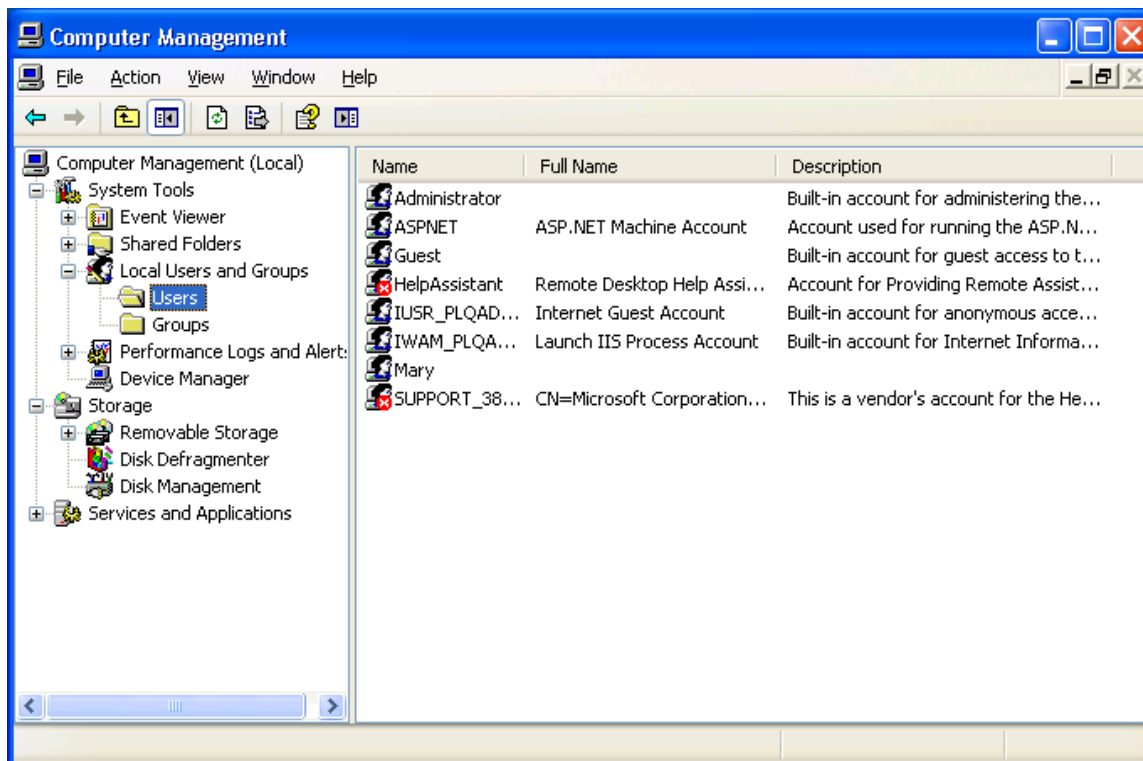 Computer Management
File Action View Window Help
Computer Management (Local)
System Tools
Event Viewer
Shared Folders
Local Users and Groups
Users
Groups
Performance Logs and Alert:
Device Manager
Storage
Removable Storage
Disk Defragmenter
Disk Management
Services and Applications
Name Full Name Description
Administrator Built-in account for administering the...
ASPNET ASP.NET Machine Account Account used for running the ASP.N...
Guest Built-in account for guest access to t...
HelpAssistant Remote Desktop Help Assi... Account for Providing Remote Assist...
IUSR_PLQAD... Internet Guest Account Built-in account for anonymous acce...
IWAM_PLQA... Launch IIS Process Account Built-in account for Internet Informa...
Mary
SUPPORT_38... CN=Microsoft Corporation... This is a vendor's account for the He...